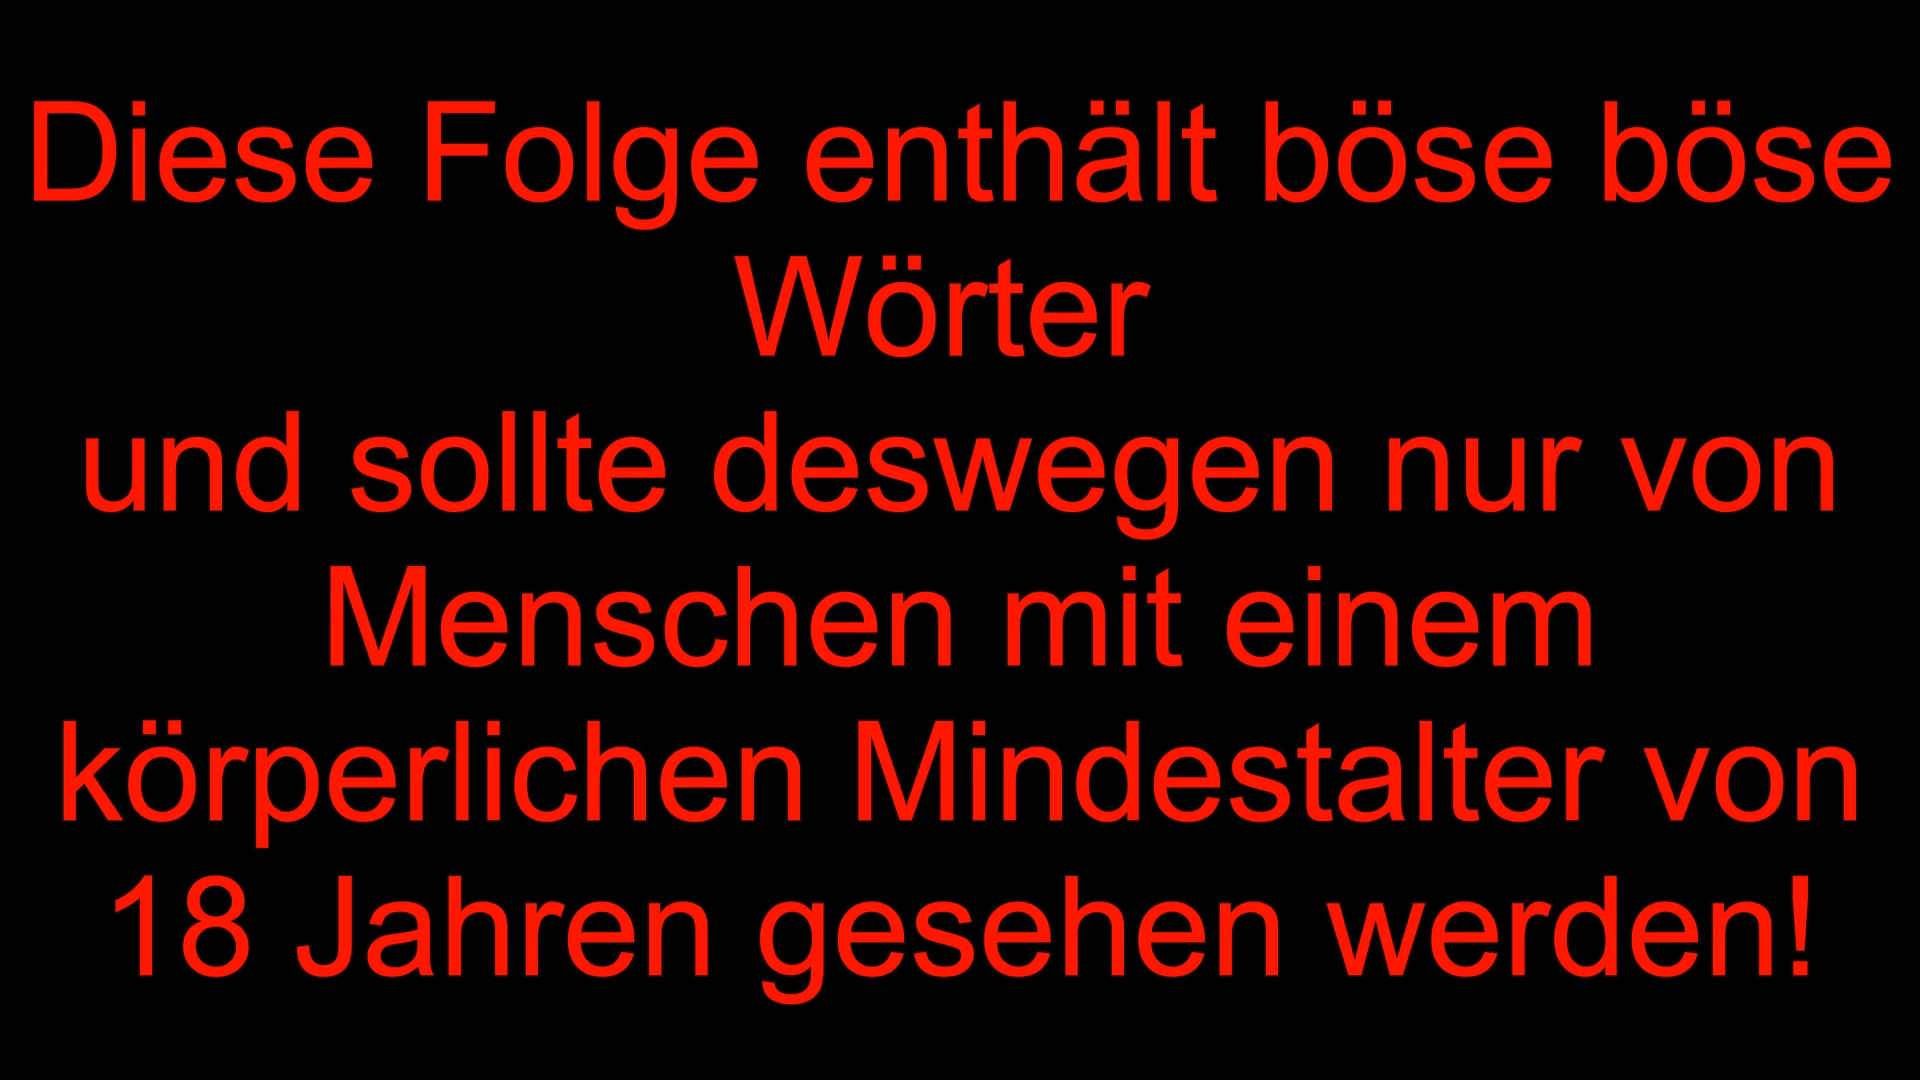 Diese Folge enthält böse böse
Wörter
und sollte deswegen nur von
Menschen mit einem
körperlichen Mindestalter von
18 Jahren gesehen werden!